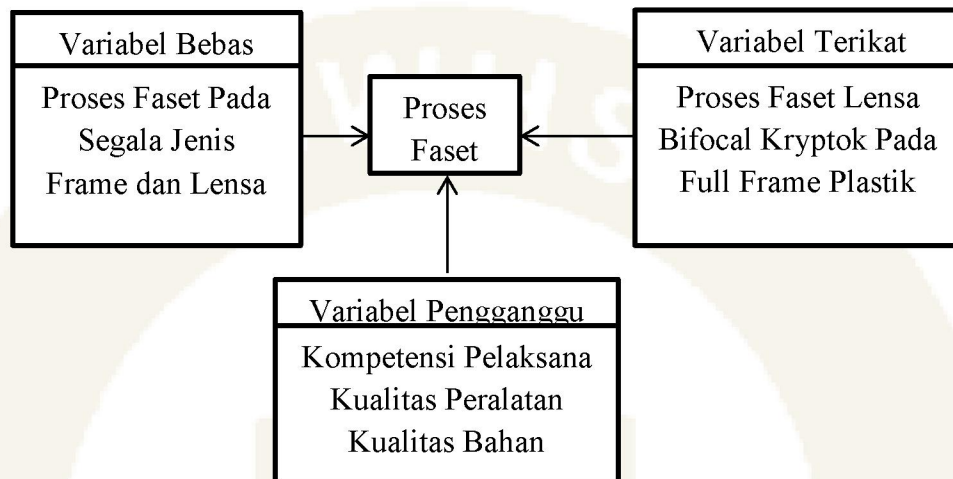 Variabel Bebas
Proses Faset Pada
Segala Jenis
Frame dan Lensa
Proses
Faset
Variabel Terikat
Proses Faset Lensa
Bifocal Kryptok Pada
Full Frame Plastik
Variabel Pengganggu
Kompetensi Pelaksana
Kualitas Peralatan
Kualitas Bahan